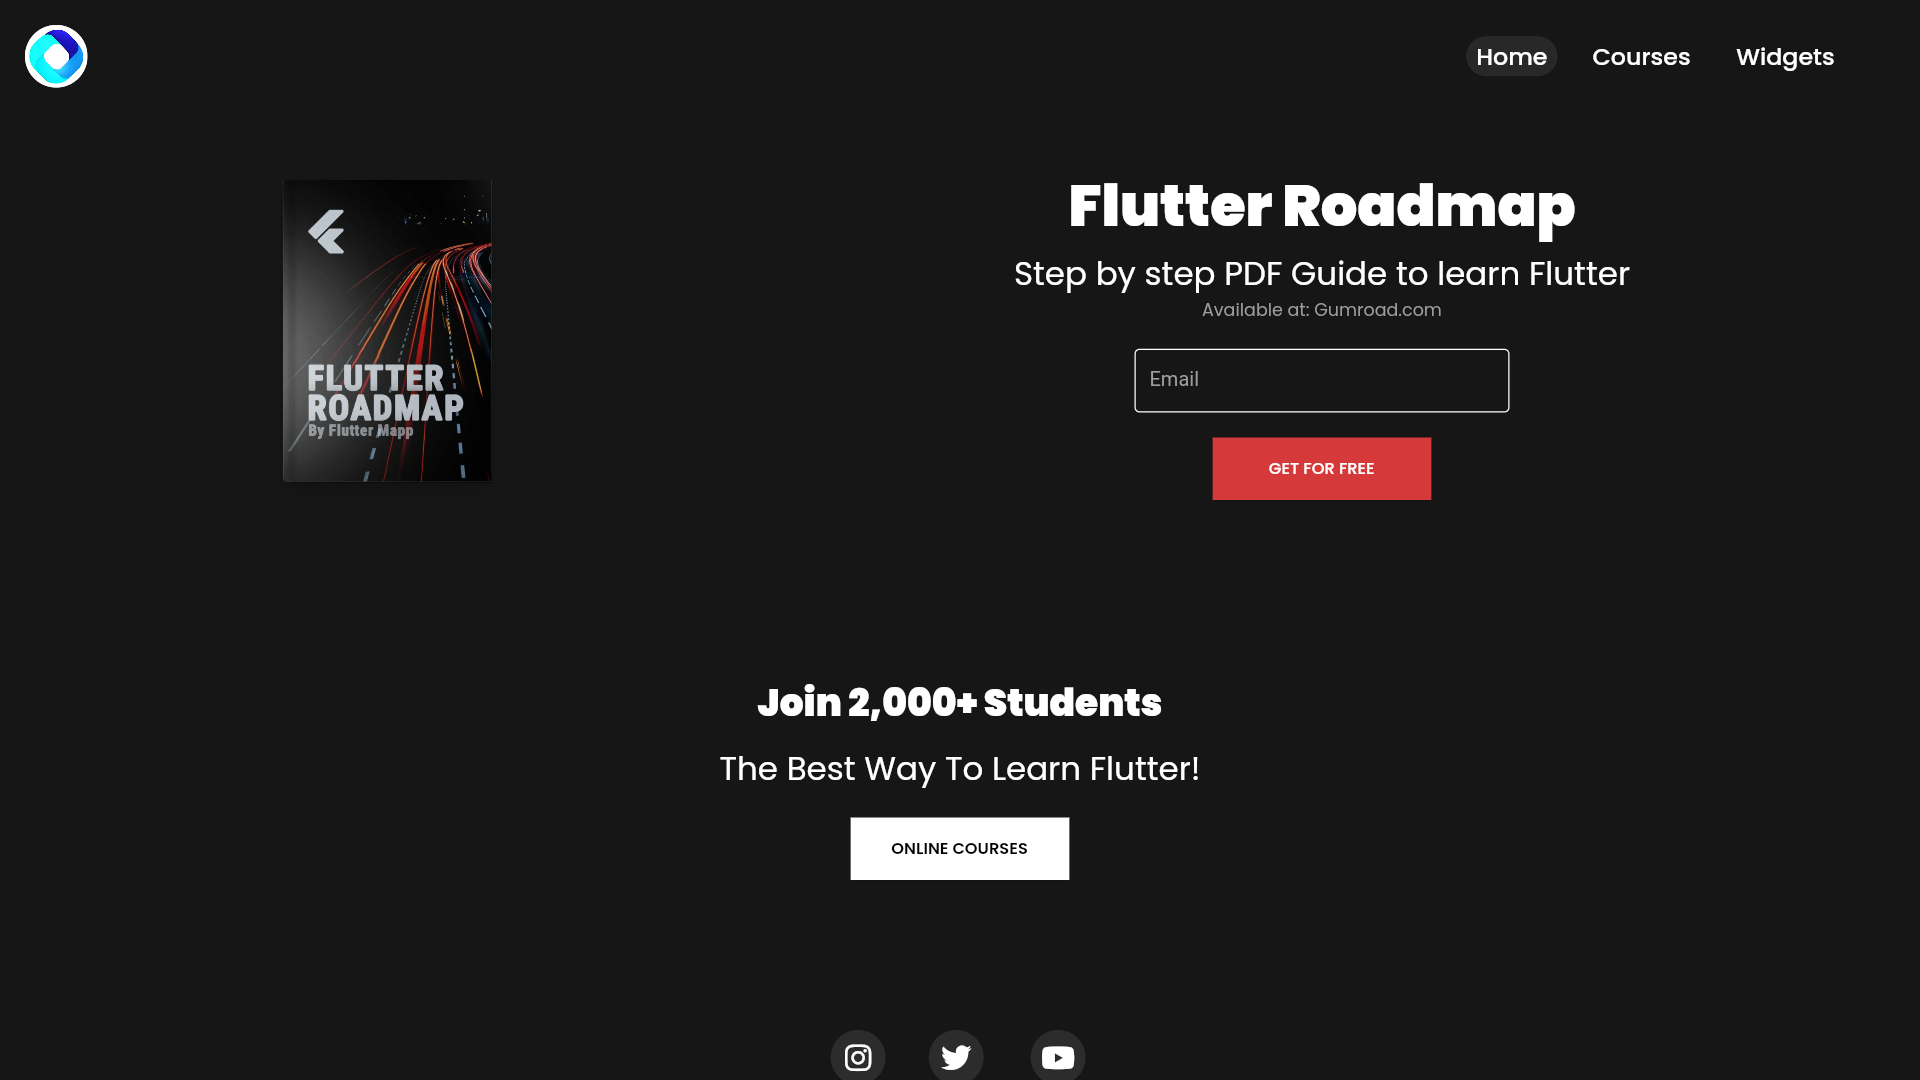 Home Courses Widgets
FLUTTER
ROADMAP
By Flutter Mapp
Flutter Roadmap
Step by step PDF Guide to learn Flutter
Available at: Gumroad.com
Email
GET FOR FREE
Join 2,000+ Students
The Best Way To Learn Flutter!
ONLINE COURSES